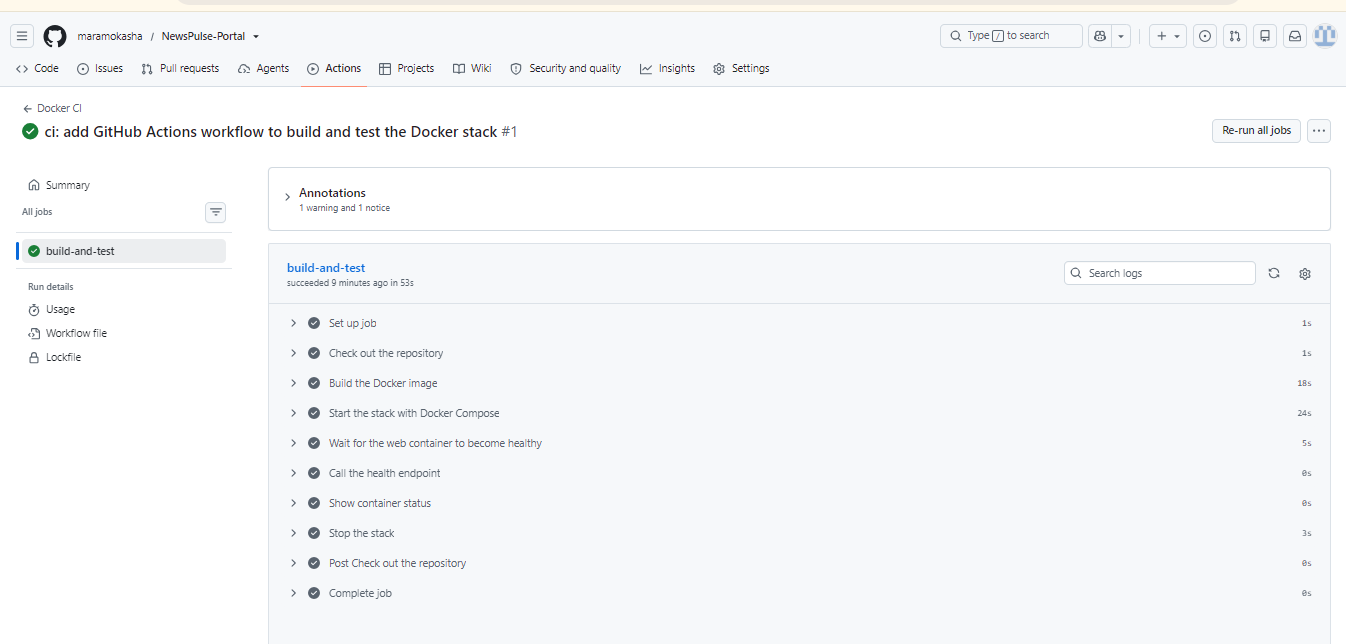 maramokasha / NewsPulse-Portal
Type / to search
Code
Issues
Pull requests
Agents
Actions
Projects
Wiki
Security and quality
Insights
Settings
← Docker CI
ci: add GitHub Actions workflow to build and test the Docker stack #1
Re-run all jobs
Summary
All jobs
build-and-test
Run details
Usage
Workflow file
Lockfile
Annotations
1 warning and 1 notice
build-and-test
succeeded 9 minutes ago in 53s
Search logs
Set up job 1s
Check out the repository 1s
Build the Docker image 18s
Start the stack with Docker Compose 24s
Wait for the web container to become healthy 5s
Call the health endpoint 0s
Show container status 0s
Stop the stack 3s
Post Check out the repository 0s
Complete job 0s